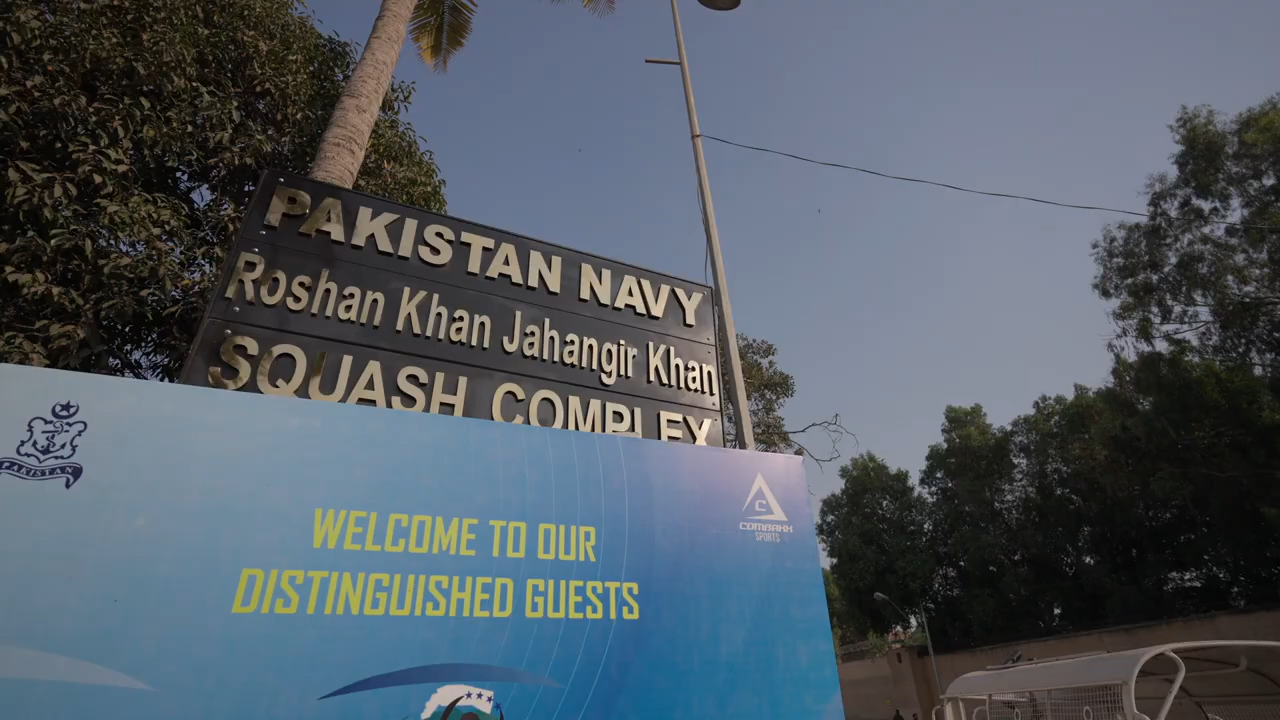 PAKISTAN NAVY
Roshan Khan Jahangir Khan
SQUASH COMPLEX
PAKISTAN
C
COMBAXX
SPORTS
WELCOME TO OUR
DISTINGUISHED GUESTS